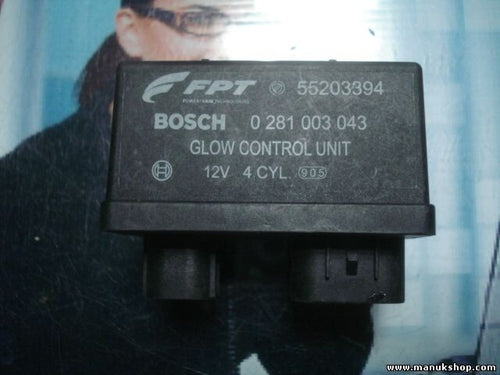 FPT 55203394
POWERTRAIN TECHNOLOGIES
BOSCH 0 281 003 043
GLOW CONTROL UNIT
12V 4 CYL. 905
www.manukshop.com